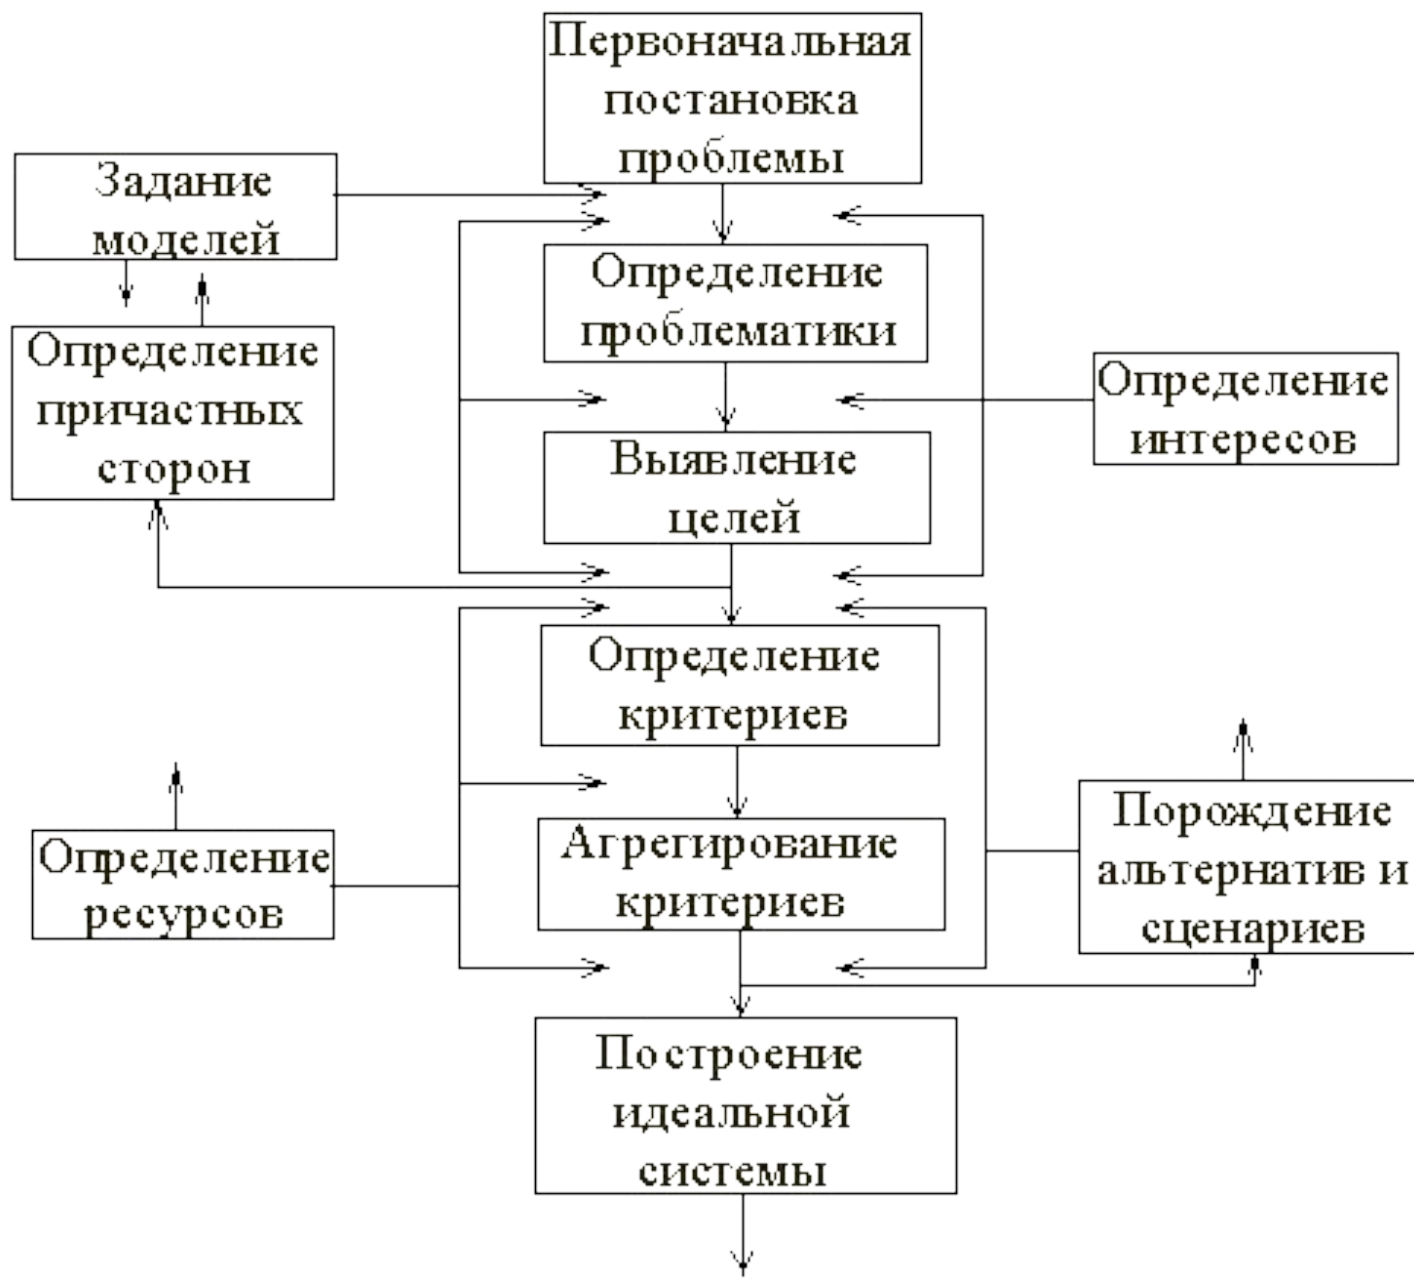 Первоначальная
постановка
проблемы
Задание
моделей
Определение
проблематики
Определение
причастных
сторон
Определение
интересов
Выявление
целей
Определение
критериев
Порождение
альтернатив и
сценариев
Определение
ресурсов
Агрегирование
критериев
Построение
идеальной
системы